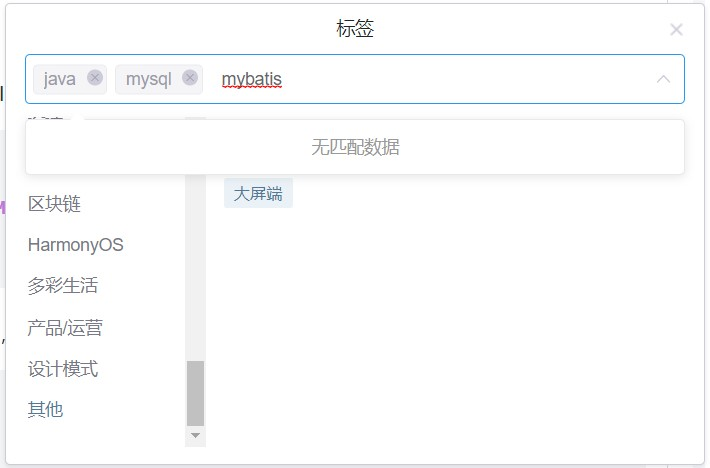 标签
java mysql mybatis
无匹配数据
大屏端
区块链
HarmonyOS
多彩生活
产品/运营
设计模式
其他